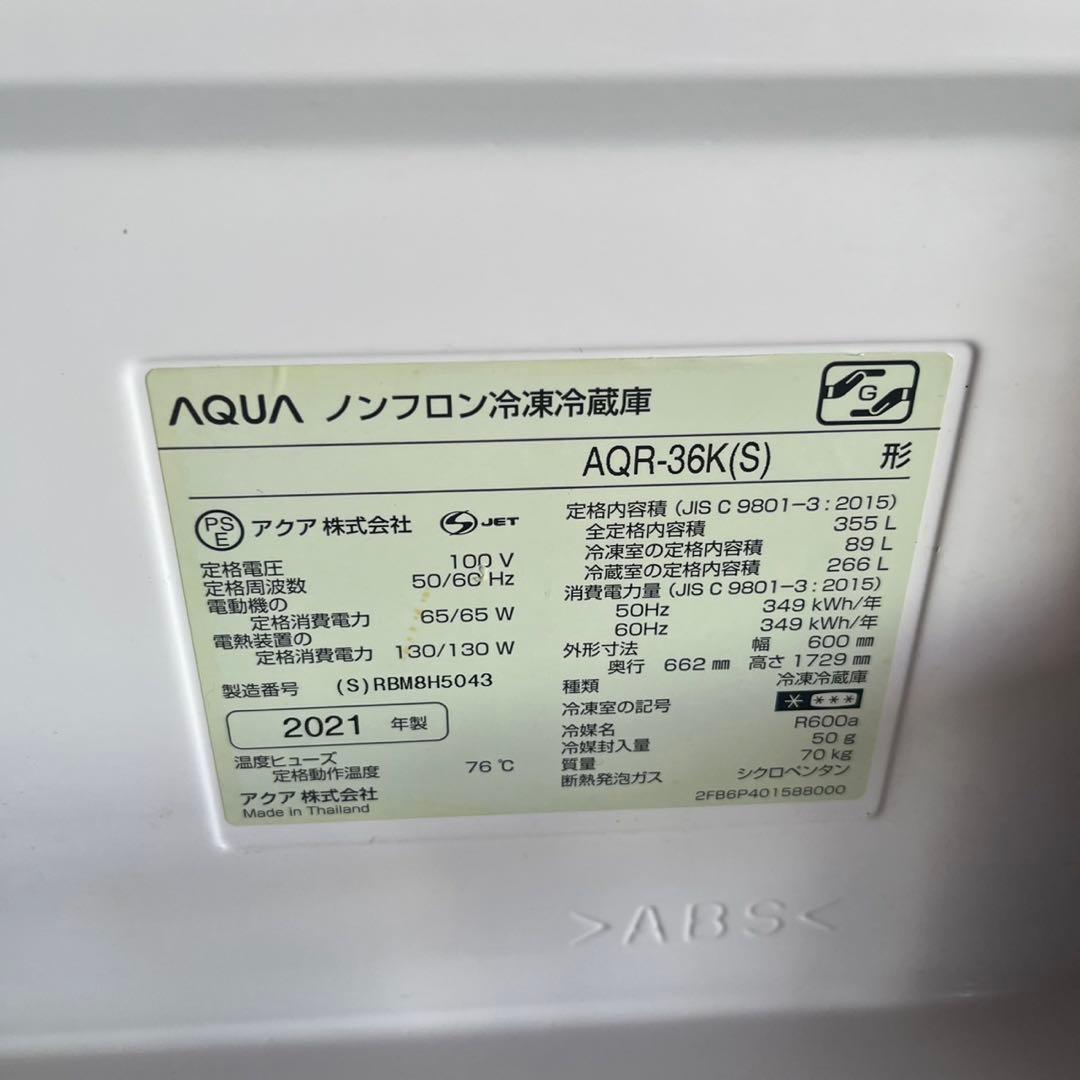 AQUA ノンフロン冷凍冷蔵庫
G
AQR-36K(S) 形
PS
E
アクア 株式会社
JET
定格電圧 100 V
定格周波数 50/60 Hz
電動機の
定格消費電力 65/65 W
電熱装置の
定格消費電力 130/130 W
製造番号 (S)RBM8H5043
2021 年製
温度ヒューズ
定格動作温度 76 ℃
アクア 株式会社
Made in Thailand
定格内容積 (JIS C 9801-3:2015)
全定格内容積 355 L
冷凍室の定格内容積 89 L
冷蔵室の定格内容積 266 L
消費電力量 (JIS C 9801-3:2015)
50Hz 349 kWh/年
60Hz 349 kWh/年
外形寸法 幅 600 mm
奥行 662 mm 高さ 1729 mm
種類 冷凍冷蔵庫
冷凍室の記号 * ***
冷媒名 R600a
冷媒封入量 50 g
質量 70 kg
断熱発泡ガス シクロペンタン
2FB6P401588000
>ABS<